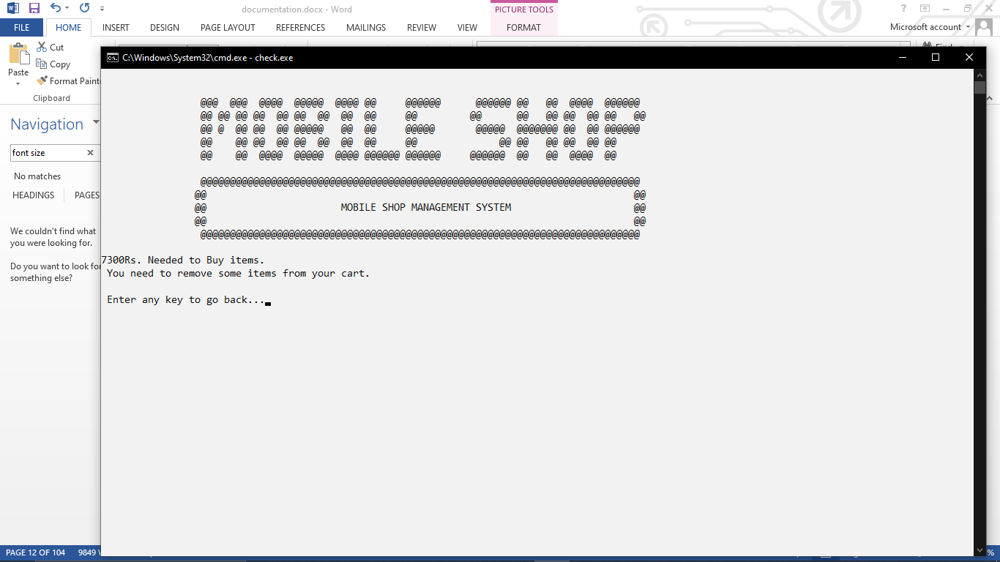 documentation.docx - Word
PICTURE TOOLS
FILE HOME INSERT DESIGN PAGE LAYOUT REFERENCES MAILINGS REVIEW VIEW FORMAT
Microsoft account
Paste
Cut
Copy
Format Painte
Clipboard
C:\Windows\System32\cmd.exe - check.exe
MOBILE SHOP
MOBILE SHOP MANAGEMENT SYSTEM
7300Rs. Needed to Buy items.
You need to remove some items from your cart.
Enter any key to go back...
Navigation
font size
No matches
HEADINGS PAGES
We couldn't find what
you were looking for.
Do you want to look for
something else?
PAGE 12 OF 104 9849
%